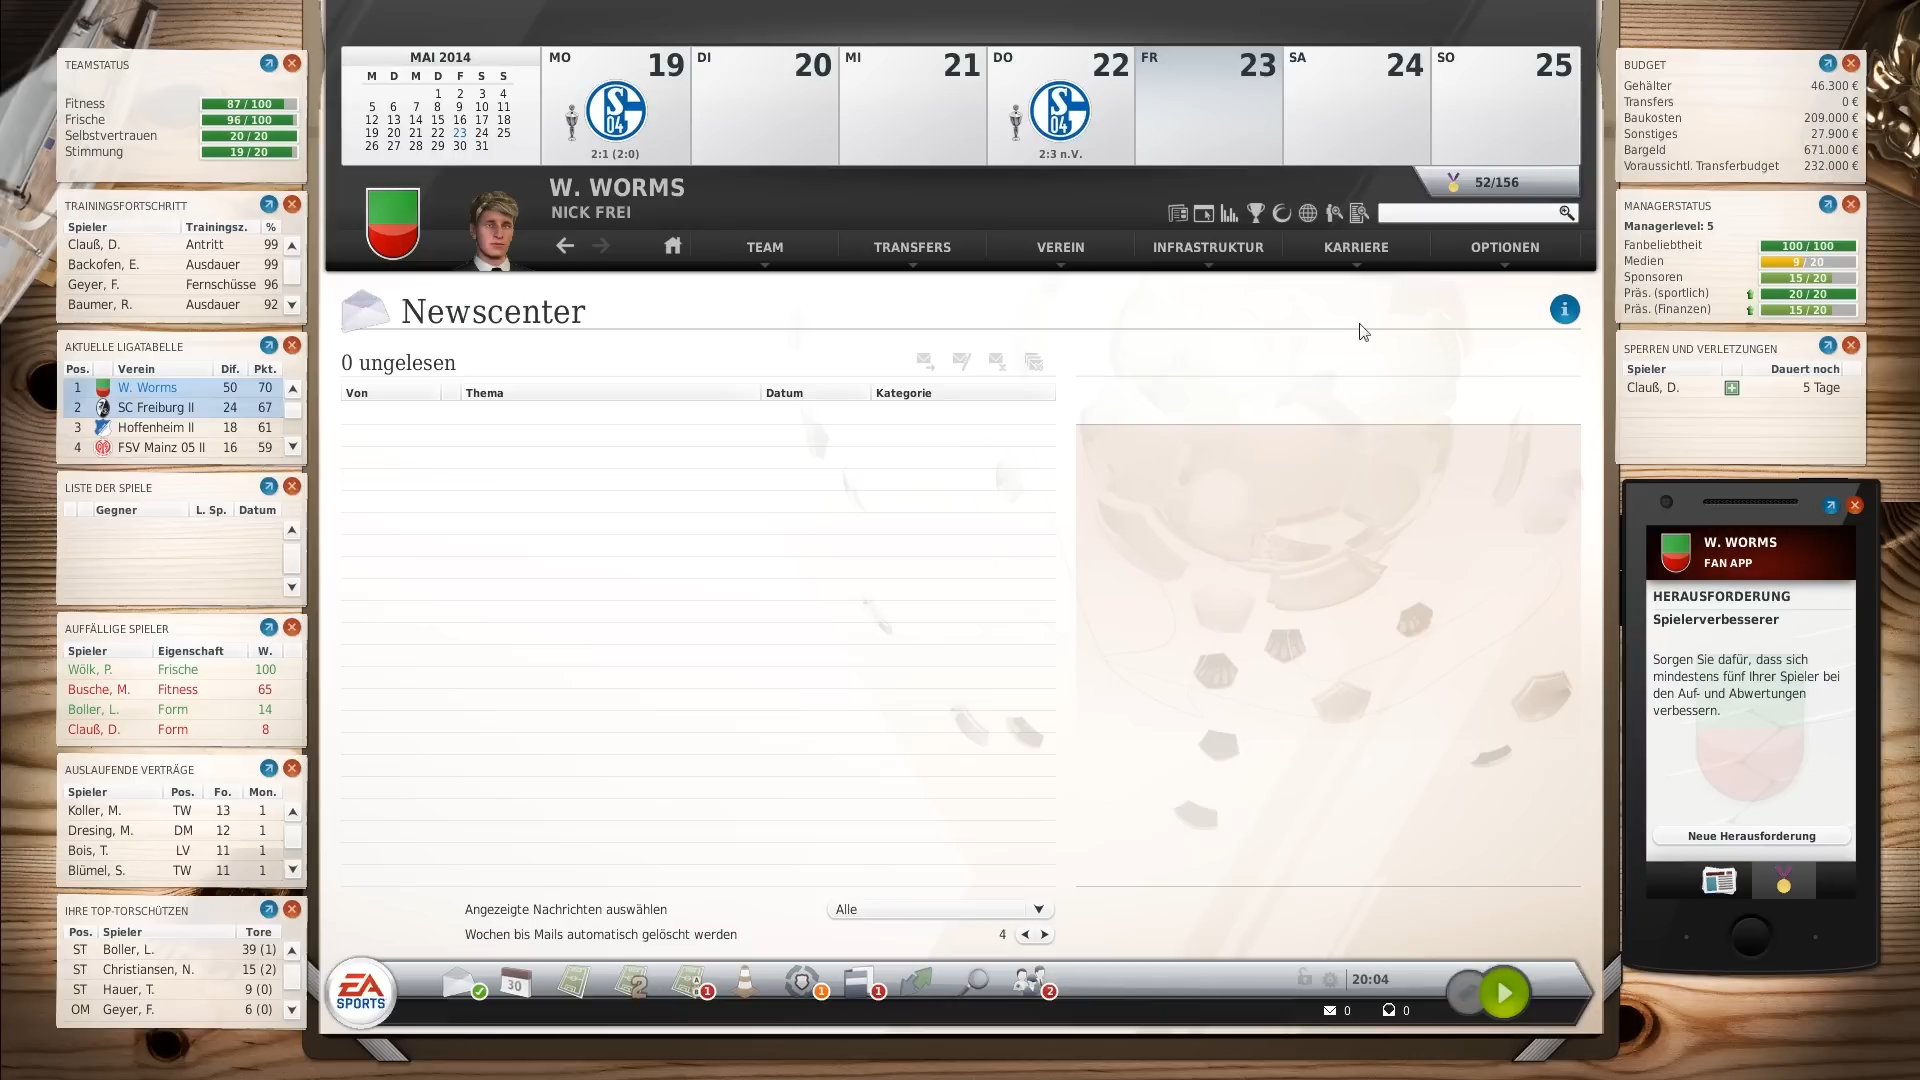 TEAMSTATUS
Fitness 87 / 100
Frische 96 / 100
Selbstvertrauen 20 / 20
Stimmung 19 / 20
TRAININGSFORTSCHRITT
Spieler Trainingsz. %
Clauß, D. Antritt 99
Backofen, E. Ausdauer 99
Geyer, F. Fernschüsse 96
Baumer, R. Ausdauer 92
AKTUELLE LIGATABELLE
Pos. Verein Dif. Pkt.
1 W. Worms 50 70
2 SC Freiburg II 24 67
3 Hoffenheim II 18 61
4 FSV Mainz 05 II 16 59
LISTE DER SPIELE
Gegner L. Sp. Datum
AUFFÄLLIGE SPIELER
Spieler Eigenschaft W.
Wölk, P. Frische 100
Busche, M. Fitness 65
Boller, L. Form 14
Clauß, D. Form 8
AUSLAUFENDE VERTRÄGE
Spieler Pos. Fo. Mon.
Koller, M. TW 13 1
Dresing, M. DM 12 1
Bois, T. LV 11 1
Blümel, S. TW 11 1
IHRE TOP-TORSCHÜTZEN
Pos. Spieler Tore
ST Boller, L. 39 (1)
ST Christiansen, N. 15 (2)
ST Hauer, T. 9 (0)
OM Geyer, F. 6 (0)
MAI 2014
M D M D F S S
1 2 3 4
5 6 7 8 9 10 11
12 13 14 15 16 17 18
19 20 21 22 23 24 25
26 27 28 29 30 31
MO 19 DI 20 MI 21 DO 22 FR 23 SA 24 SO 25
S 04 S 04
2:1 (2:0) 2:3 n.V.
W. WORMS
NICK FREI
52/156
TEAM TRANSFERS VEREIN INFRASTRUKTUR KARRIERE OPTIONEN
Newscenter
i
0 ungelesen
Von Thema Datum Kategorie
Angezeigte Nachrichten auswählen Alle
Wochen bis Mails automatisch gelöscht werden 4
EA SPORTS
30 2 1 1 1 2
20:04
0 0
BUDGET
Gehälter 46.300 €
Transfers 0 €
Baukosten 209.000 €
Sonstiges 27.900 €
Bargeld 671.000 €
Voraussichtl. Transferbudget 232.000 €
MANAGERSTATUS
Managerlevel: 5
Fanbeliebtheit 100 / 100
Medien 9 / 20
Sponsoren 15 / 20
Präs. (sportlich) 20 / 20
Präs. (Finanzen) 15 / 20
SPERREN UND VERLETZUNGEN
Spieler Dauert noch
Clauß, D. 5 Tage
W. WORMS
FAN APP
HERAUSFORDERUNG
Spielerverbesserer
Sorgen Sie dafür, dass sich
mindestens fünf Ihrer Spieler bei
den Auf- und Abwertungen
verbessern.
Neue Herausforderung